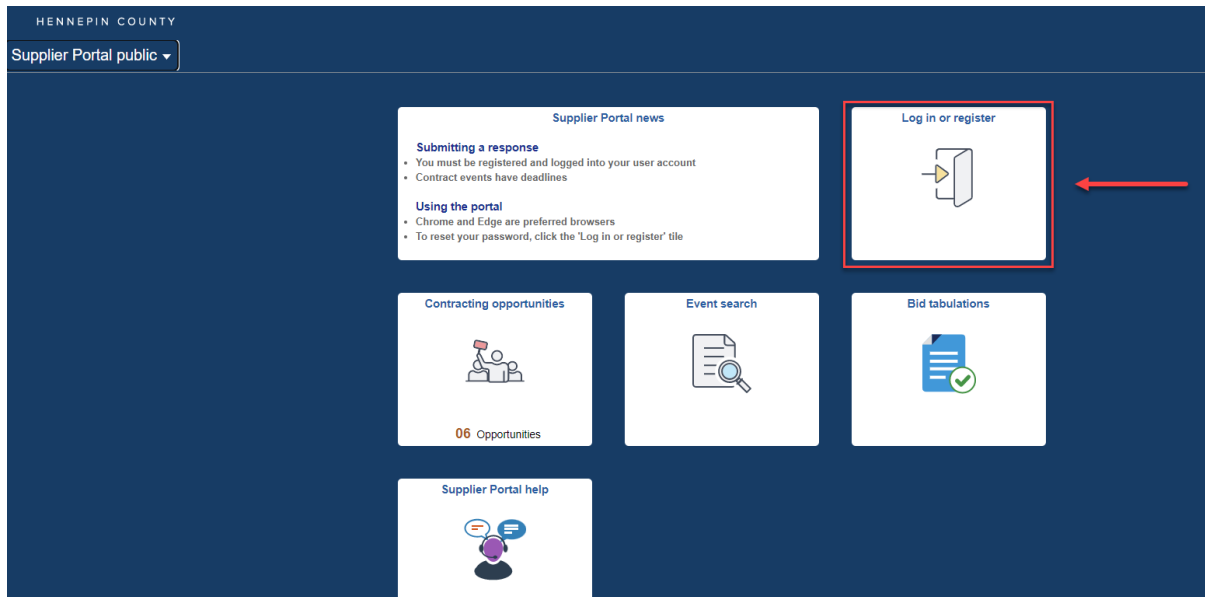 HENNEPIN COUNTY
Supplier Portal public
Supplier Portal news
Submitting a response
• You must be registered and logged into your user account
• Contract events have deadlines
Using the portal
• Chrome and Edge are preferred browsers
• To reset your password, click the 'Log in or register' tile
Log in or register
Contracting opportunities
06 Opportunities
Event search
Bid tabulations
Supplier Portal help